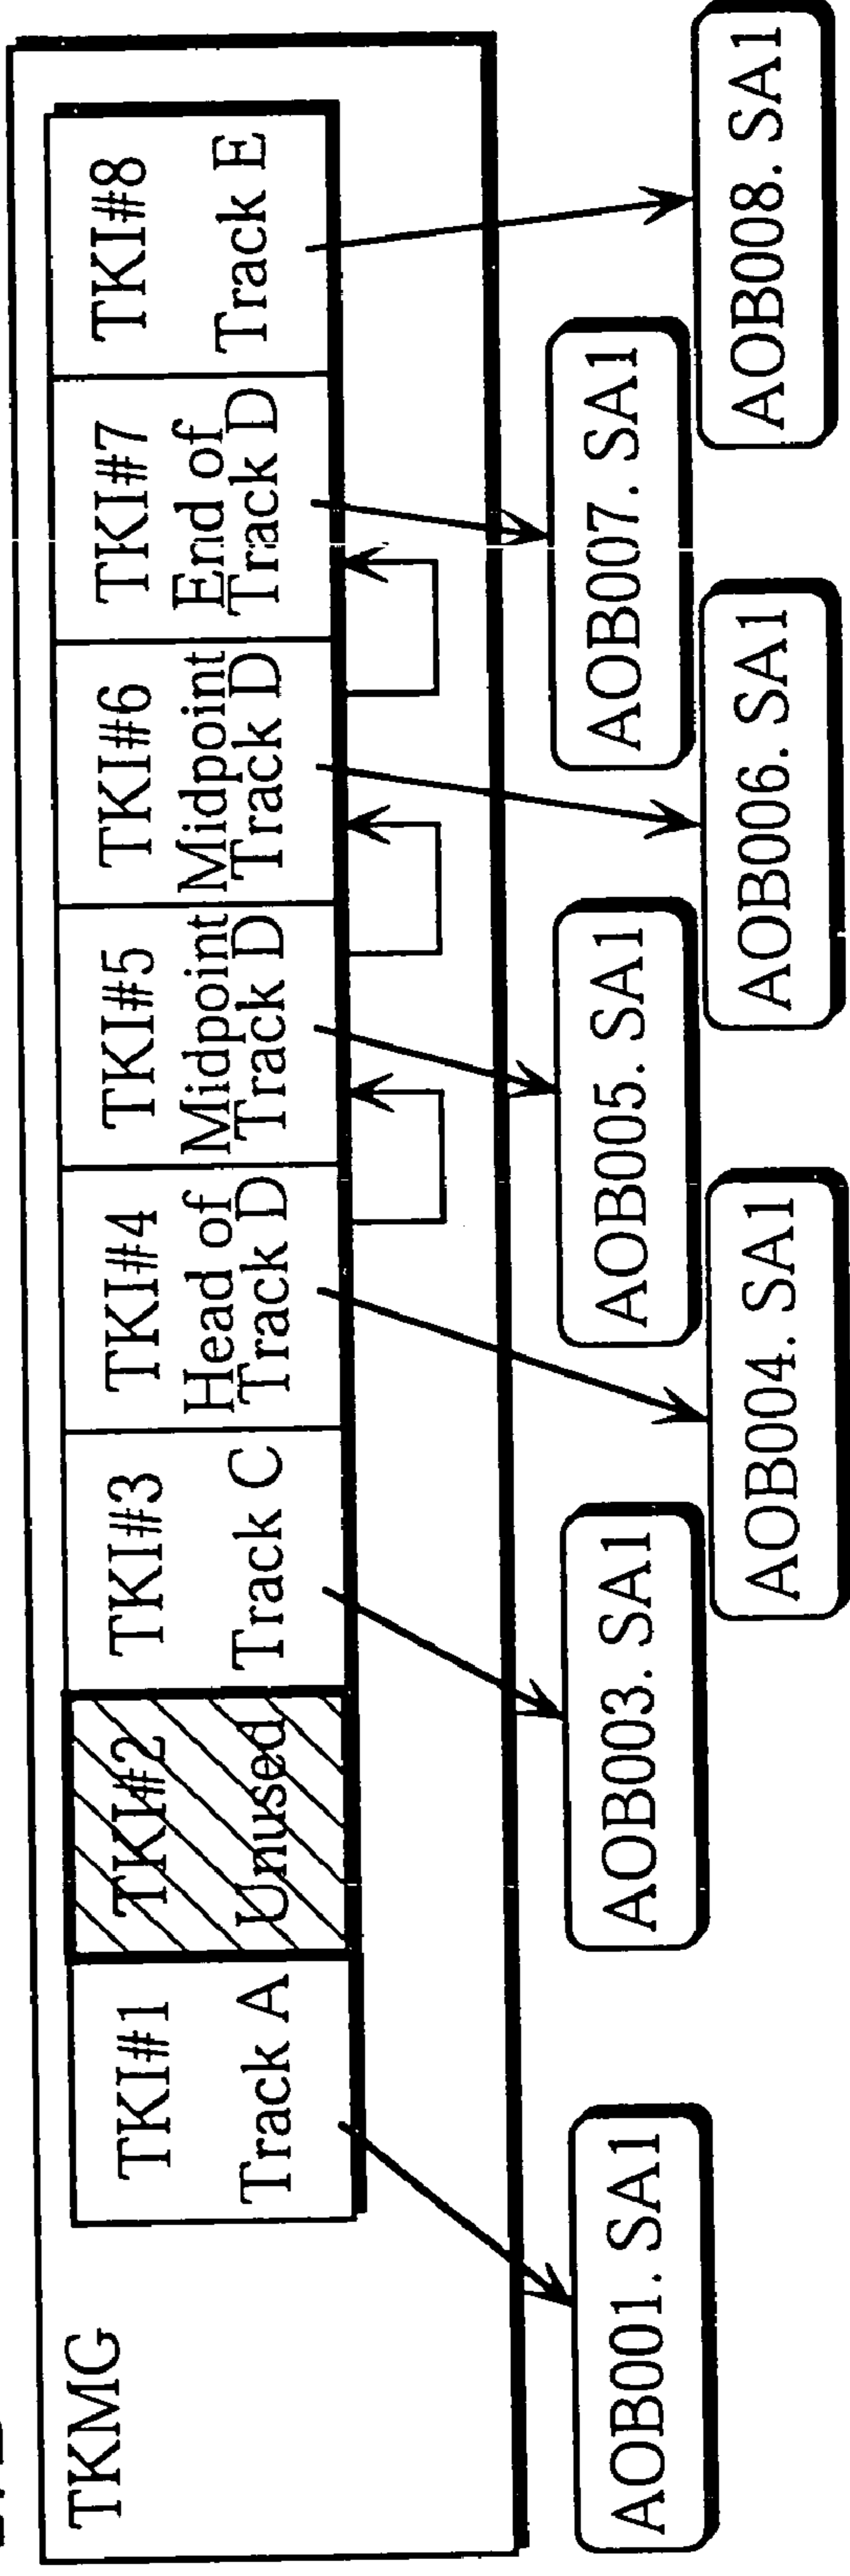 TKMG
TKI#1
Track A
TKI#2
Unused
TKI#3
Track C
TKI#4
Head of
Track D
TKI#5
Midpoint
Track D
TKI#6
Midpoint
Track D
TKI#7
End of
Track D
TKI#8
Track E
AOB001. SA1
AOB003. SA1
AOB004. SA1
AOB005. SA1
AOB006. SA1
AOB007. SA1
AOB008. SA1